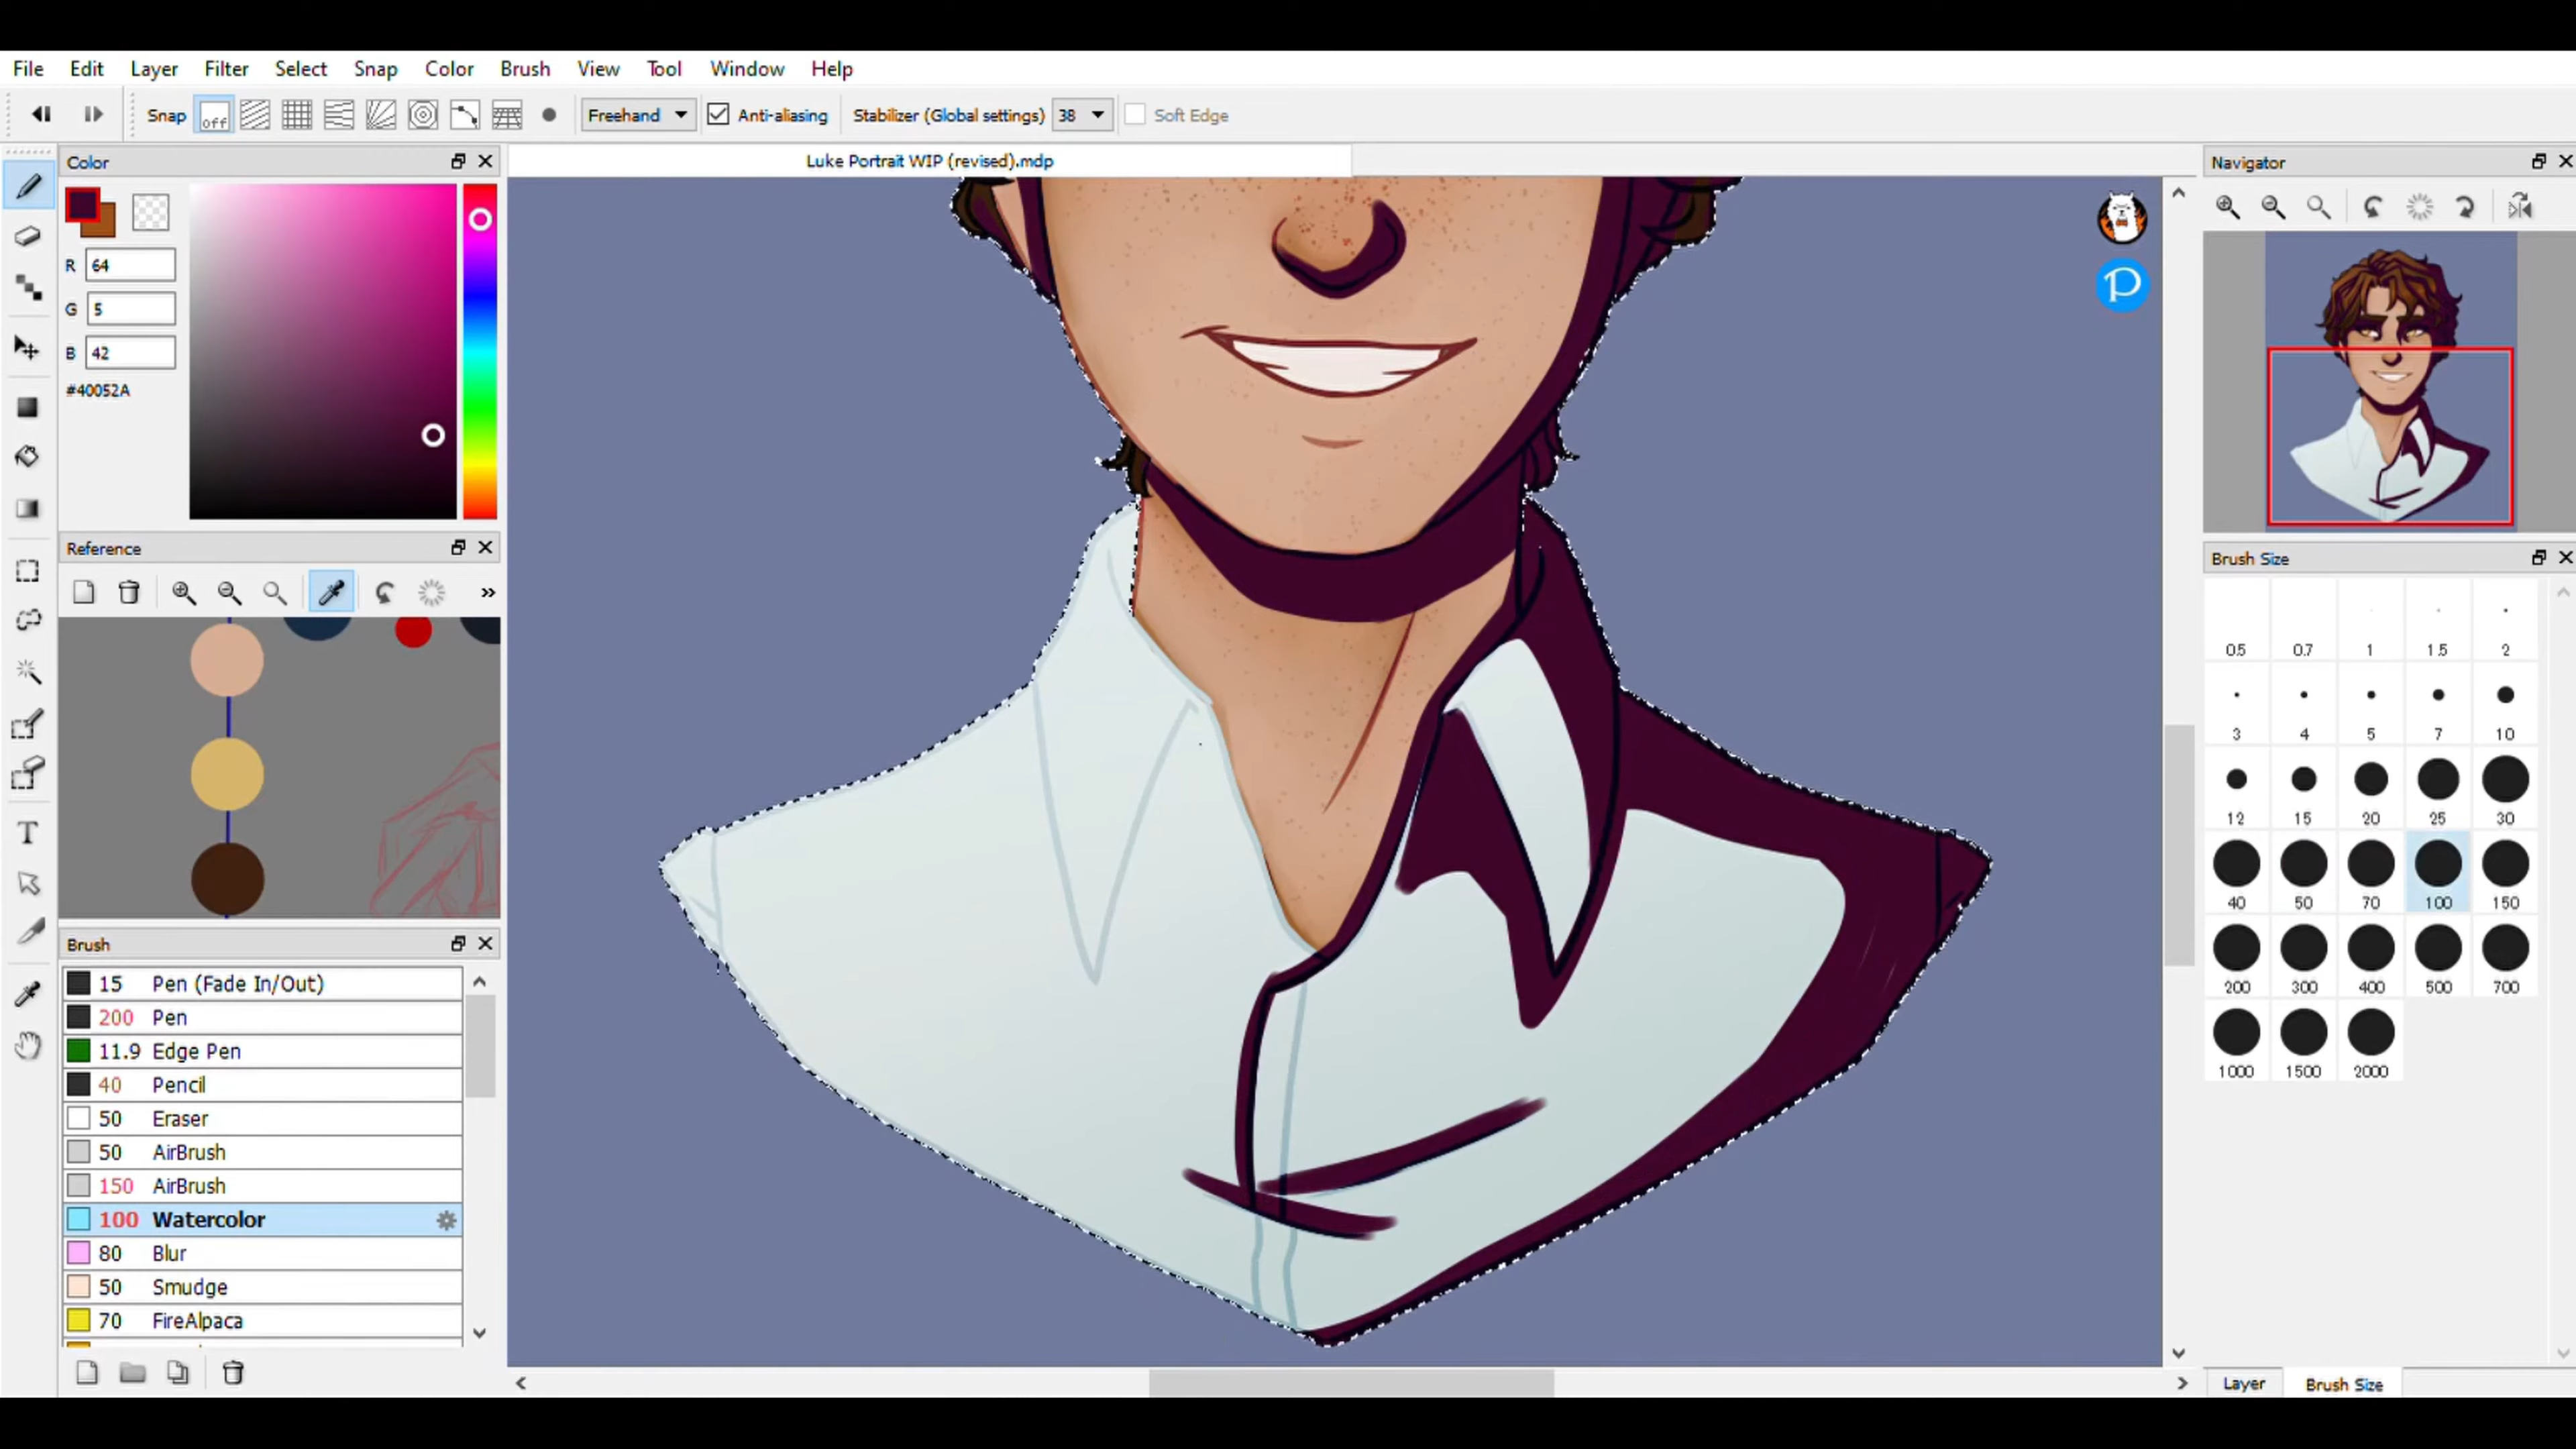 File Edit Layer Filter Select Snap Color Brush View Tool Window Help
Snap off Freehand Anti-aliasing Stabilizer (Global settings) 38 Soft Edge
Color
R 64
G 5
B 42
#40052A
Reference
Brush
15 Pen (Fade In/Out)
200 Pen
11.9 Edge Pen
40 Pencil
50 Eraser
50 AirBrush
150 AirBrush
100 Watercolor
80 Blur
50 Smudge
70 FireAlpaca
Luke Portrait WIP (revised).mdp
P
Navigator
Brush Size
0.5 0.7 1 1.5 2
3 4 5 7 10
12 15 20 25 30
40 50 70 100 150
200 300 400 500 700
1000 1500 2000
Layer Brush Size